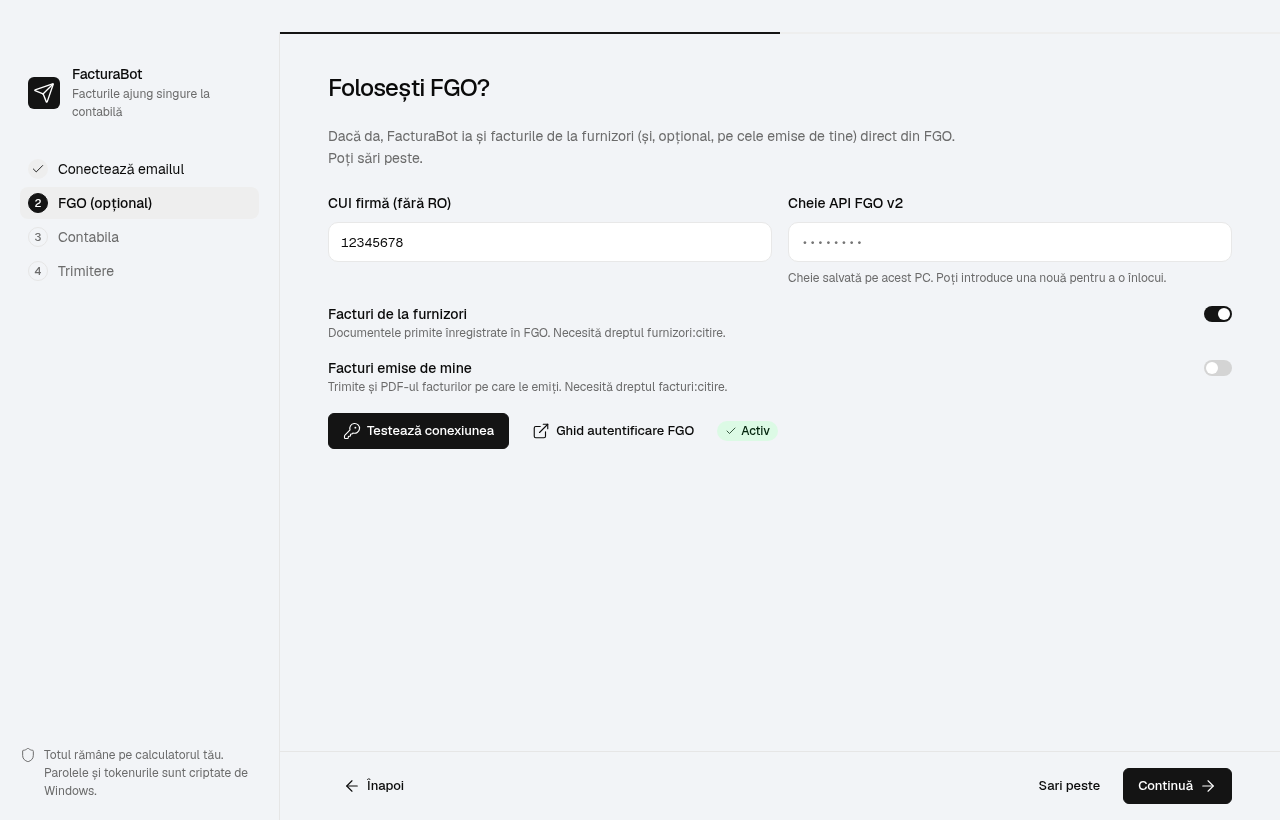 FacturaBot
Facturile ajung singure la
contabilă
Conectează emailul
2 FGO (opțional)
3 Contabila
4 Trimitere
Totul rămâne pe calculatorul tău.
Parolele și tokenurile sunt criptate de
Windows.
Folosești FGO?
Dacă da, FacturaBot ia și facturile de la furnizori (și, opțional, pe cele emise de tine) direct din FGO.
Poți sări peste.
CUI firmă (fără RO)
12345678
Cheie API FGO v2
••••••••
Cheie salvată pe acest PC. Poți introduce una nouă pentru a o înlocui.
Facturi de la furnizori
Documentele primite înregistrate în FGO. Necesită dreptul furnizori:citire.
Facturi emise de mine
Trimite și PDF-ul facturilor pe care le emiți. Necesită dreptul facturi:citire.
Testează conexiunea
Ghid autentificare FGO
Activ
Înapoi
Sari peste
Continuă